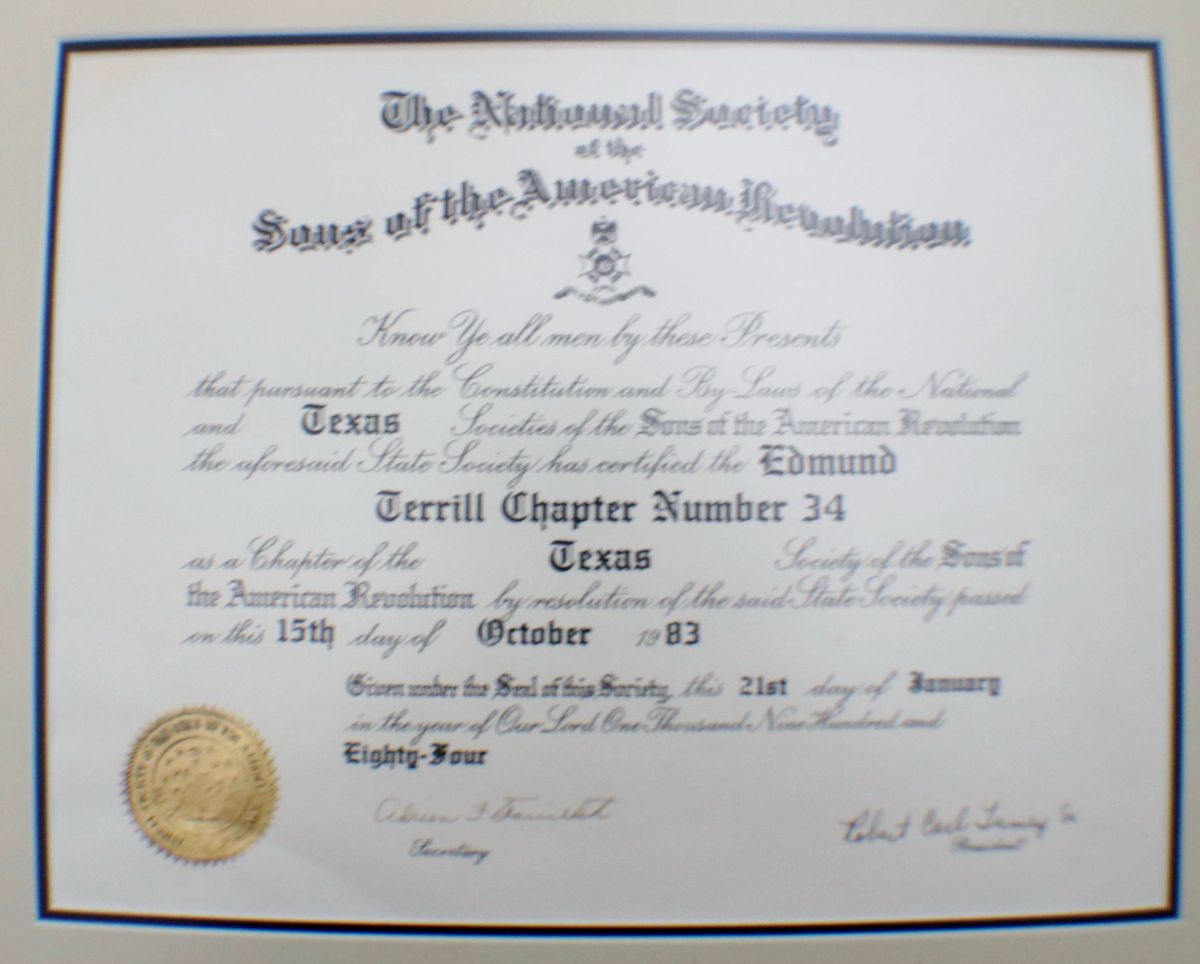 The National Society
of the
Sons of the American Revolution
Know Ye all men by these Presents
that pursuant to the Constitution and By-Laws of the National
and Texas Societies of the Sons of the American Revolution
the aforesaid State Society has certified the Edmund
Terrill Chapter Number 34
as a Chapter of the Texas Society of the Sons of
the American Revolution by resolution of the said State Society passed
on this 15th day of October 1983
Given under the Seal of this Society, this 21st day of January
in the year of Our Lord One Thousand Nine Hundred and
Eighty-Four
Robert Carl
Secretary
President